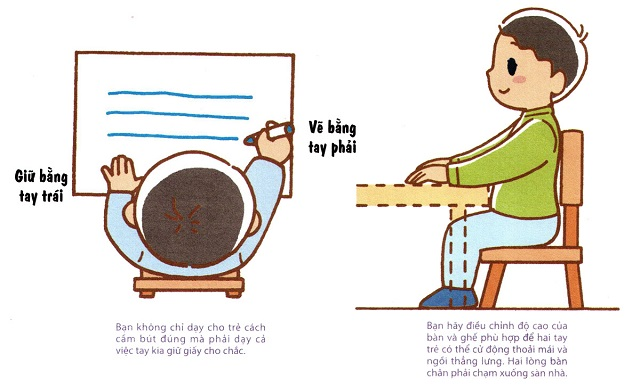 Giữ bằng
tay trái
Vẽ bằng
tay phải
Bạn không chỉ dạy cho trẻ cách
cầm bút đúng mà phải dạy cả
việc tay kia giữ giấy cho chắc.
Bạn hãy điều chỉnh độ cao của
bàn và ghế phù hợp để hai tay
trẻ có thể cử động thoải mái và
ngồi thẳng lưng. Hai lòng bàn
chân phải chạm xuống sàn nhà.